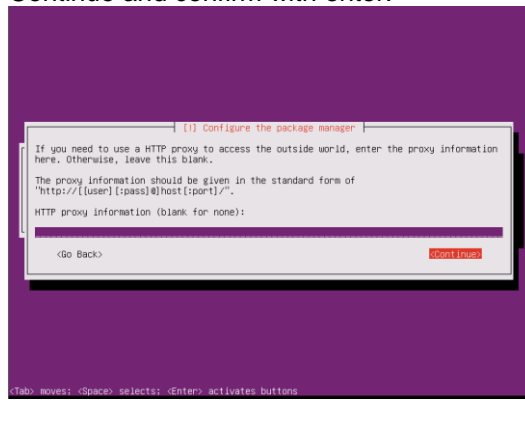 Continue and confirm with enter.
[!] Configure the package manager
If you need to use a HTTP proxy to access the outside world, enter the proxy information
here. Otherwise, leave this blank.
The proxy information should be given in the standard form of
"http://[[user][:pass]@]host[:port]/".
HTTP proxy information (blank for none):
<Go Back> <Continue>
<Tab> moves; <Space> selects; <Enter> activates buttons